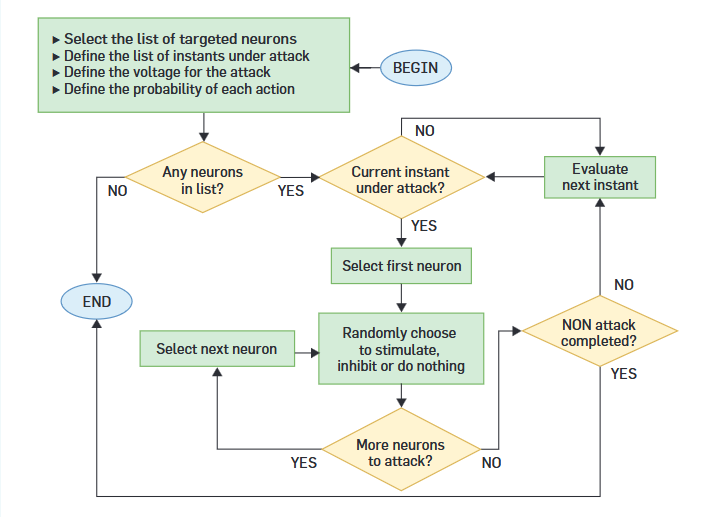 ▸ Select the list of targeted neurons
▸ Define the list of instants under attack
▸ Define the voltage for the attack
▸ Define the probability of each action
BEGIN
NO
Any neurons
in list?
NO
YES
Current instant
under attack?
Evaluate
next instant
YES
Select first neuron
END
NO
Select next neuron
Randomly choose
to stimulate,
inhibit or do nothing
NON attack
completed?
YES
More neurons
to attack?
YES
NO